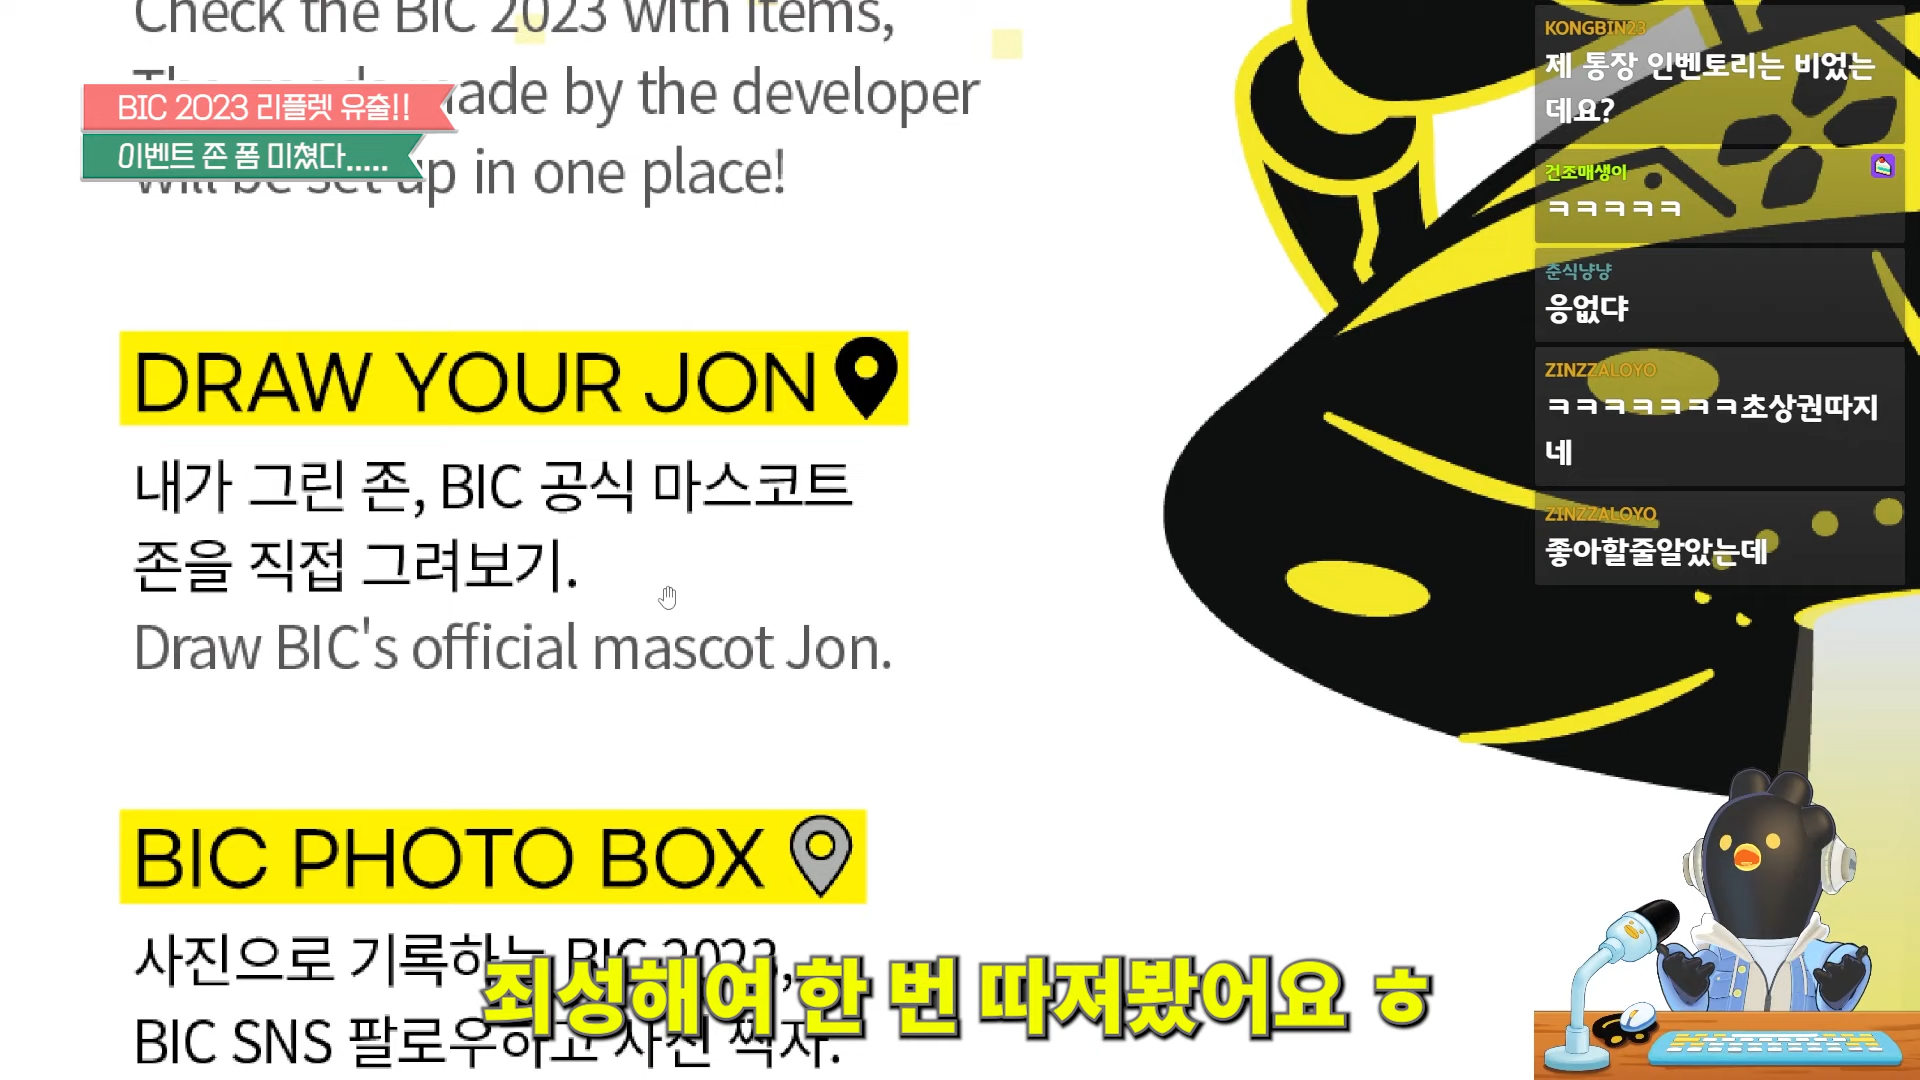 Check the BIC 2023 with items,
made by the developer
will be set up in one place!
BIC 2023 리플렛 유출!!
이벤트 존 폼 미쳤다.....
DRAW YOUR JON
내가 그린 존, BIC 공식 마스코트
존을 직접 그려보기.
Draw BIC's official mascot Jon.
BIC PHOTO BOX
사진으로 기록하는 BIC 2023,
BIC SNS 팔로우하고 사진 찍자.
죄성해여 한 번 따져봤어요 ㅎ
KONGBIN23
제 통장 인벤토리는 비었는
데요?
건조매생이
ㅋㅋㅋㅋㅋ
춘식냥냥
응없댜
ZINZZALOYO
ㅋㅋㅋㅋㅋㅋㅋ초상권따지
네
ZINZZALOYO
좋아할줄알았는데